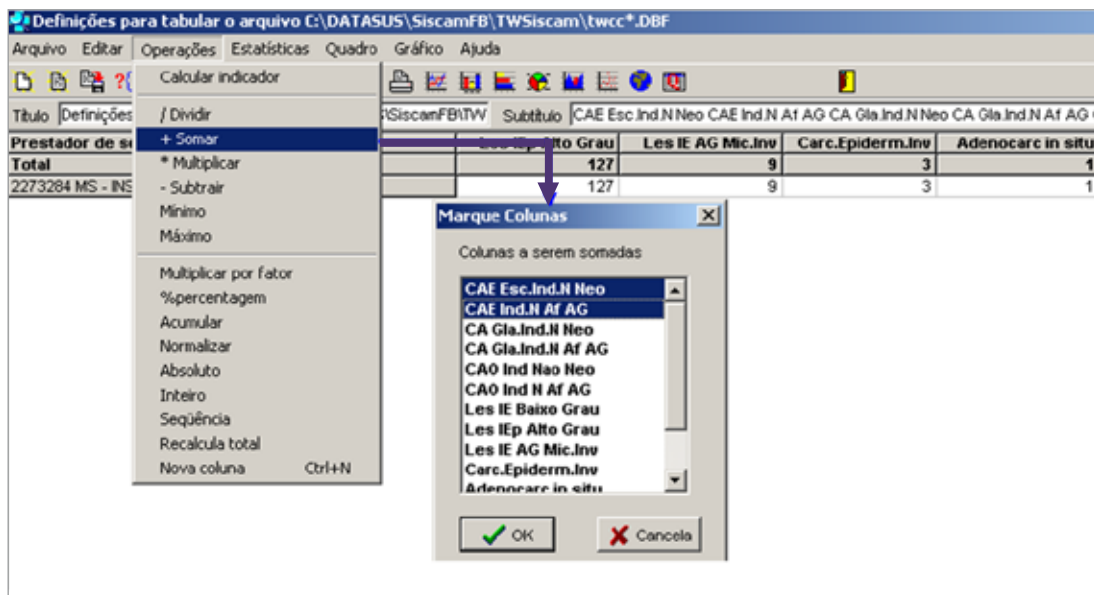 Definições para tabular o arquivo C:\DATASUS\SiscamFB\TWSiscam\twcc*.DBF
Arquivo Editar Operações Estatísticas Quadro Gráfico Ajuda
Título Definições \SiscamFB\TW Subtítulo CAE Esc.Ind.N Neo CAE Ind.N Af AG CA Gla.Ind.N Neo CA Gla.Ind.N Af AG
Prestador de se Les IEp Alto Grau Les IE AG Mic.Inv Carc.Epiderm.Inv Adenocarc in situ
Total 127 9 3 1
2273284 MS - INS 127 9 3 1
Calcular indicador
/ Dividir
+ Somar
* Multiplicar
- Subtrair
Mínimo
Máximo
Multiplicar por fator
%percentagem
Acumular
Normalizar
Absoluto
Inteiro
Seqüência
Recalcula total
Nova coluna Ctrl+N
Marque Colunas
Colunas a serem somadas
CAE Esc.Ind.N Neo
CAE Ind.N Af AG
CA Gla.Ind.N Neo
CA Gla.Ind.N Af AG
CAO Ind Nao Neo
CAO Ind N Af AG
Les IE Baixo Grau
Les IEp Alto Grau
Les IE AG Mic.Inv
Carc.Epiderm.Inv
Adenocarc in situ
OK Cancela